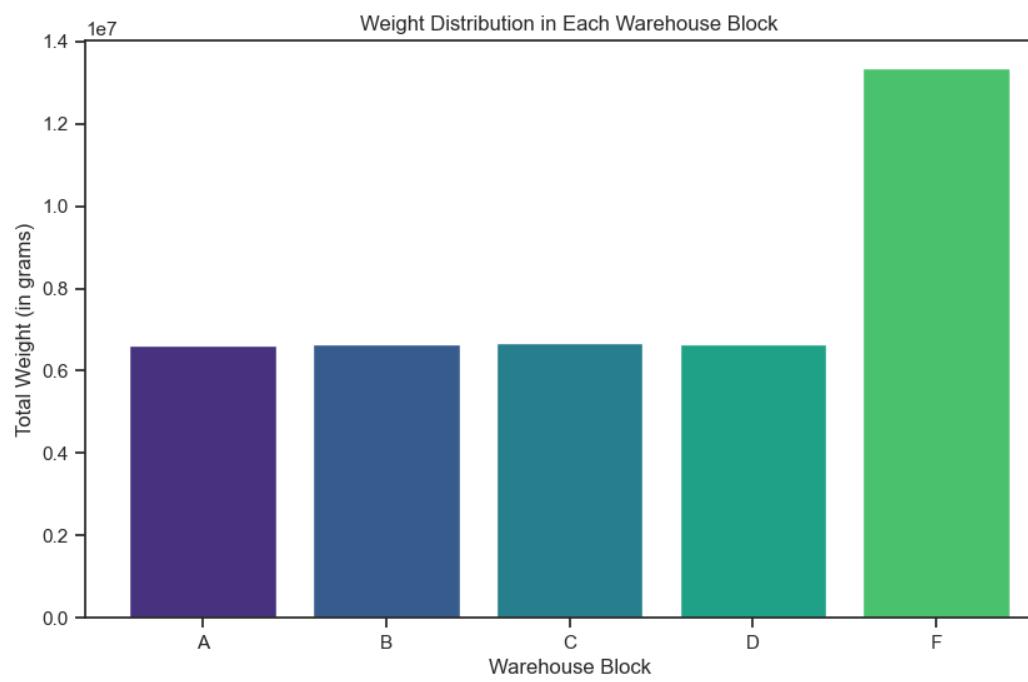 Weight Distribution in Each Warehouse Block
1e7
1.4
1.2
1.0
0.8
0.6
0.4
0.2
0.0
Total Weight (in grams)
A B C D F
Warehouse Block